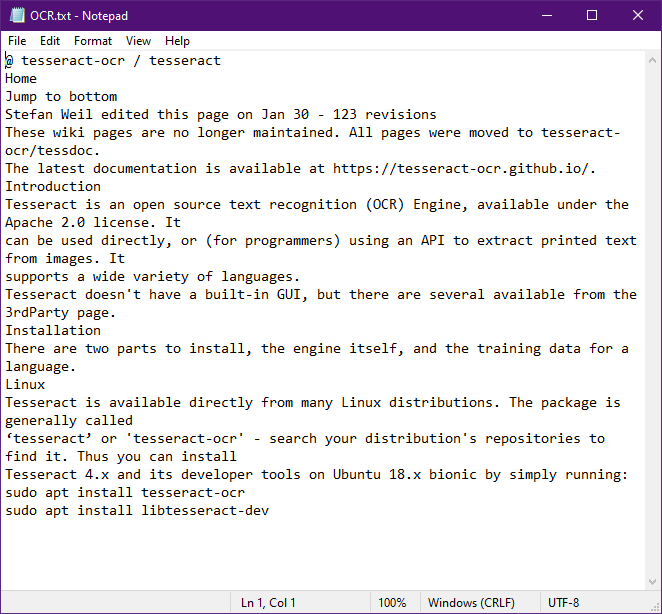 OCR.txt - Notepad
File Edit Format View Help
@ tesseract-ocr / tesseract
Home
Jump to bottom
Stefan Weil edited this page on Jan 30 - 123 revisions
These wiki pages are no longer maintained. All pages were moved to tesseract-
ocr/tessdoc.
The latest documentation is available at https://tesseract-ocr.github.io/.
Introduction
Tesseract is an open source text recognition (OCR) Engine, available under the
Apache 2.0 license. It
can be used directly, or (for programmers) using an API to extract printed text
from images. It
supports a wide variety of languages.
Tesseract doesn't have a built-in GUI, but there are several available from the
3rdParty page.
Installation
There are two parts to install, the engine itself, and the training data for a
language.
Linux
Tesseract is available directly from many Linux distributions. The package is
generally called
‘tesseract’ or 'tesseract-ocr' - search your distribution's repositories to
find it. Thus you can install
Tesseract 4.x and its developer tools on Ubuntu 18.x bionic by simply running:
sudo apt install tesseract-ocr
sudo apt install libtesseract-dev
Ln 1, Col 1 100% Windows (CRLF) UTF-8